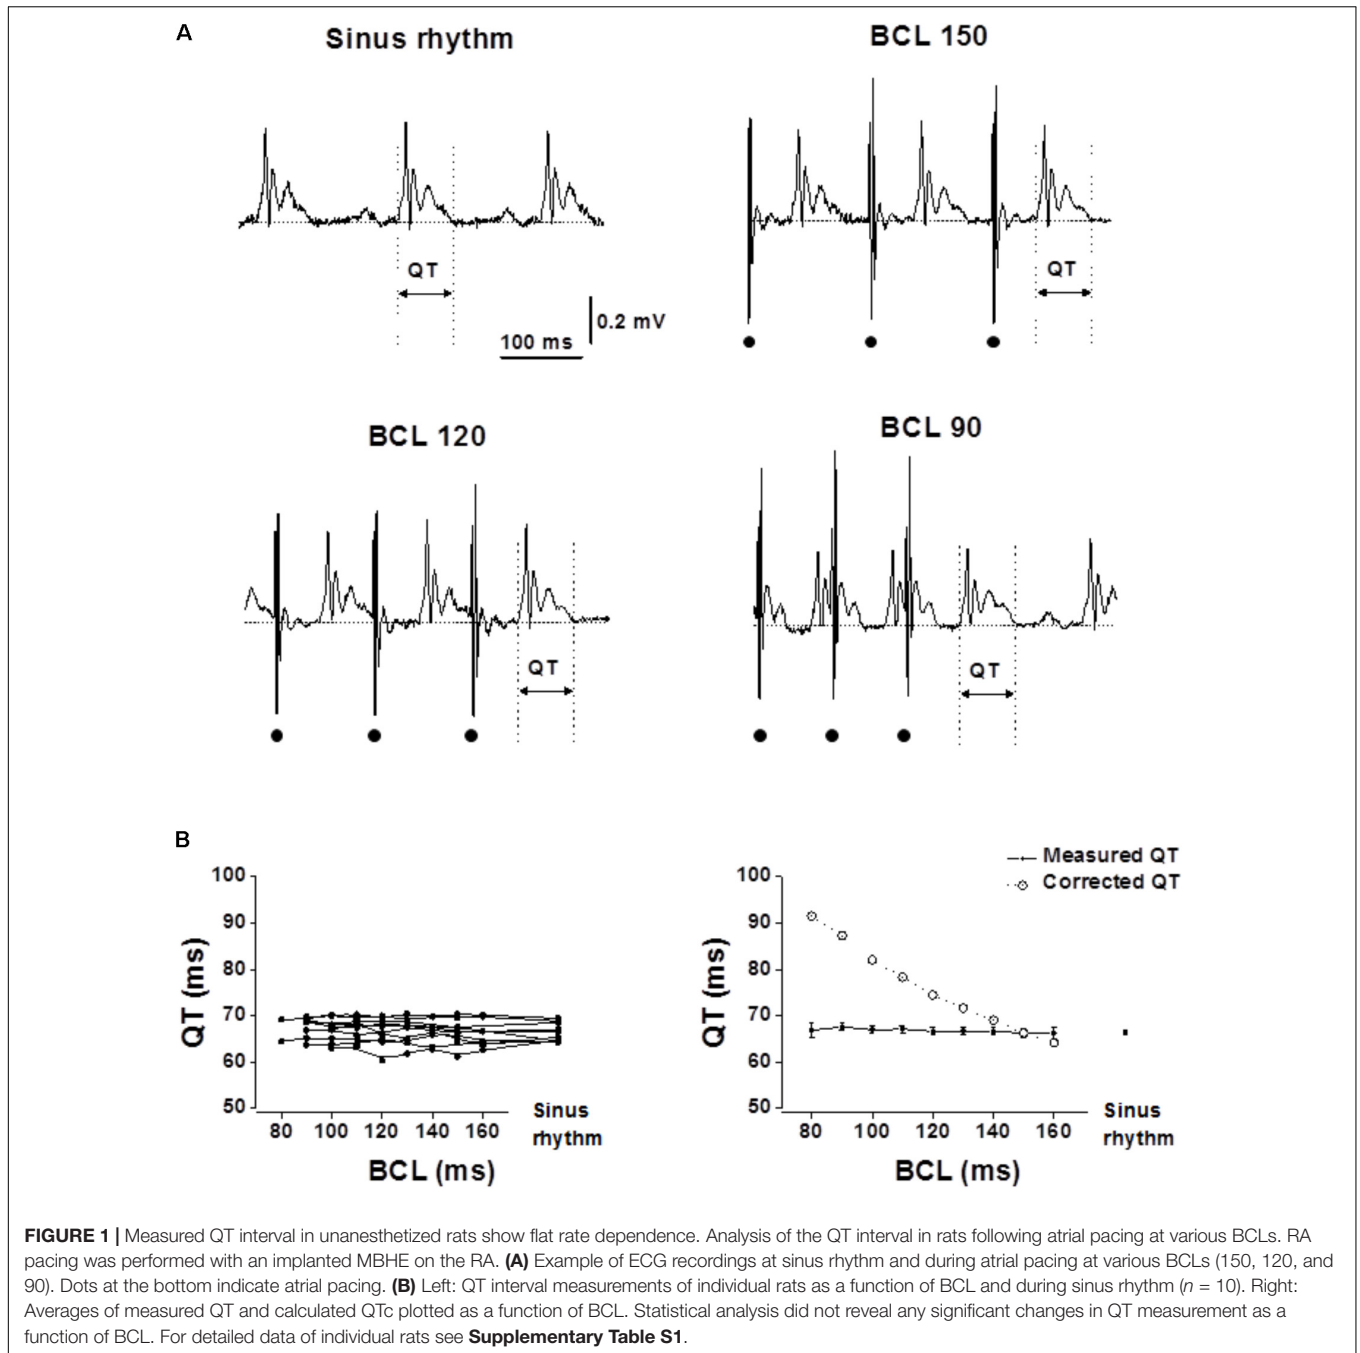 A
Sinus rhythm
BCL 150
QT
QT
0.2 mV
100 ms
BCL 120
BCL 90
QT
QT
B
Measured QT
Corrected QT
100
90
80
70
60
50
QT (ms)
80 100 120 140 160
Sinus
rhythm
BCL (ms)
100
90
80
70
60
50
QT (ms)
80 100 120 140 160
Sinus
rhythm
BCL (ms)
FIGURE 1 | Measured QT interval in unanesthetized rats show flat rate dependence. Analysis of the QT interval in rats following atrial pacing at various BCLs. RA
pacing was performed with an implanted MBHE on the RA. (A) Example of ECG recordings at sinus rhythm and during atrial pacing at various BCLs (150, 120, and
90). Dots at the bottom indicate atrial pacing. (B) Left: QT interval measurements of individual rats as a function of BCL and during sinus rhythm (n = 10). Right:
Averages of measured QT and calculated QTc plotted as a function of BCL. Statistical analysis did not reveal any significant changes in QT measurement as a
function of BCL. For detailed data of individual rats see Supplementary Table S1.